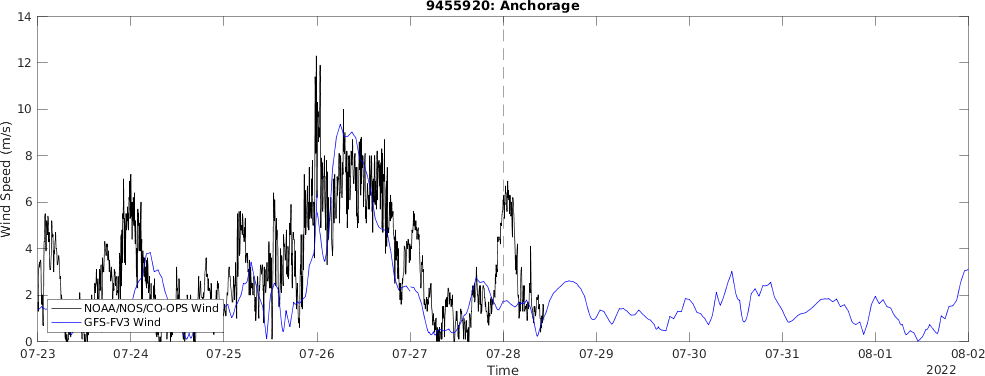 9455920: Anchorage
Wind Speed (m/s)
14
12
10
8
6
4
2
0
NOAA/NOS/CO-OPS Wind
GFS-FV3 Wind
07-23 07-24 07-25 07-26 07-27 07-28 07-29 07-30 07-31 08-01 08-02
Time
2022